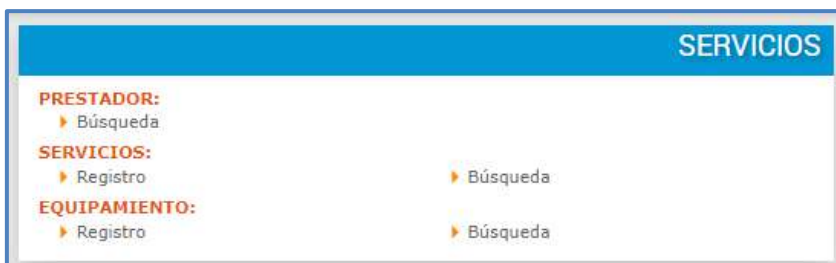 SERVICIOS
PRESTADOR:
Búsqueda
SERVICIOS:
Registro Búsqueda
EQUIPAMIENTO:
Registro Búsqueda